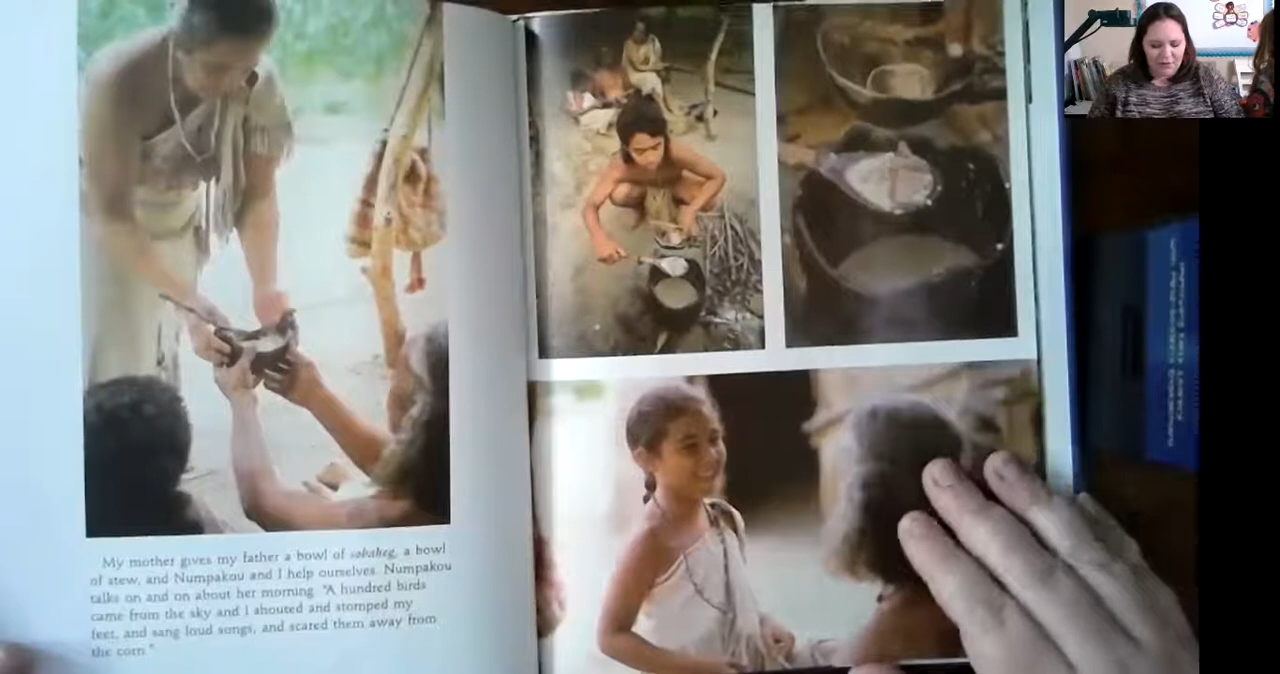 My mother gives my father a bowl of sobaheg, a bowl
of stew, and Numpakou and I help ourselves. Numpakou
talks on and on about her morning. "A hundred birds
came from the sky and I shouted and stomped my
feet, and sang loud songs, and scared them away from
the corn."